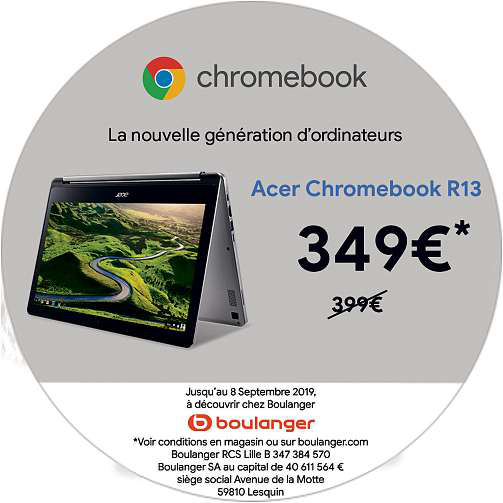 chromebook
La nouvelle génération d'ordinateurs
Acer Chromebook R13
acer
349€*
399€
Jusqu'au 8 Septembre 2019,
à découvrir chez Boulanger
boulanger
*Voir conditions en magasin ou sur boulanger.com
Boulanger RCS Lille B 347 384 570
Boulanger SA au capital de 40 611 564 €
siège social Avenue de la Motte
59810 Lesquin